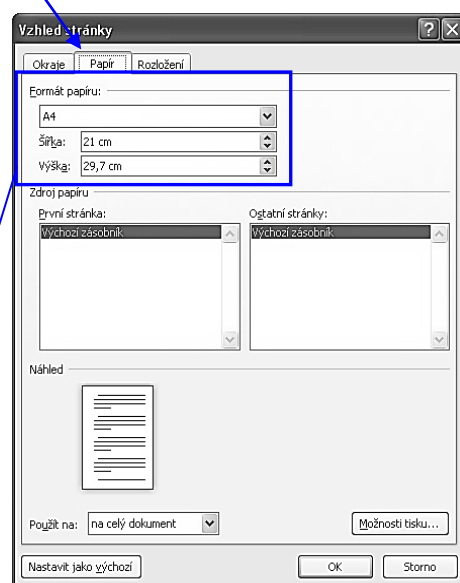 Vzhled stránky
Okraje Papír Rozložení
Formát papíru:
A4
Šířka: 21 cm
Výška: 29,7 cm
Zdroj papíru
První stránka: Ostatní stránky:
Výchozí zásobník Výchozí zásobník
Náhled
Použít na: na celý dokument Možnosti tisku...
Nastavit jako výchozí OK Storno